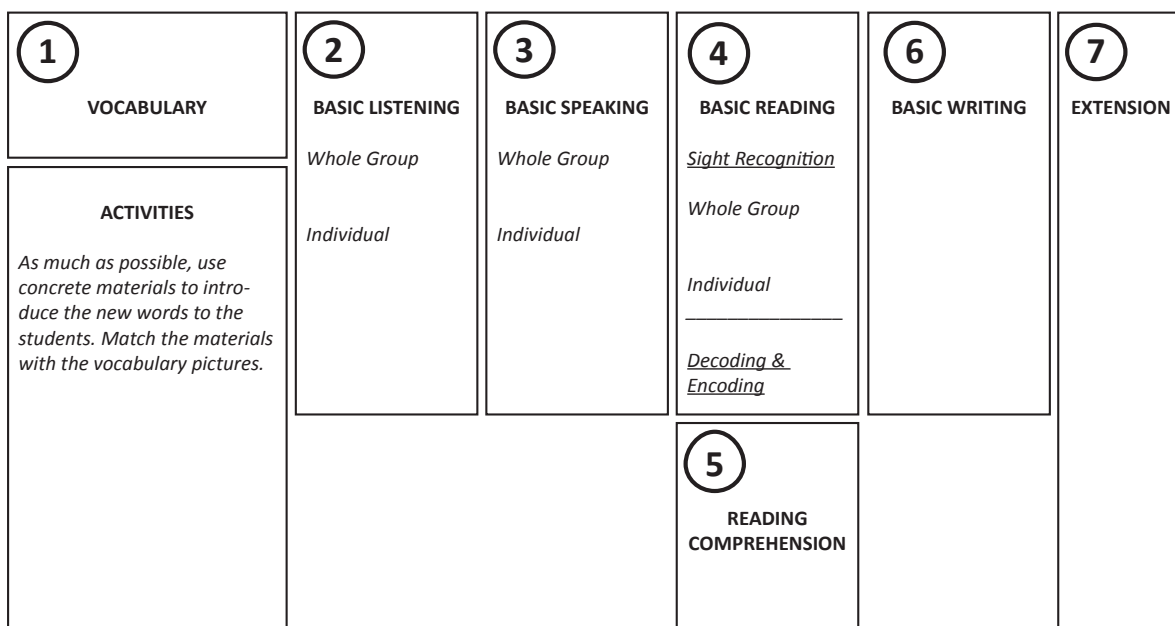 1
VOCABULARY
ACTIVITIES
As much as possible, use
concrete materials to intro-
duce the new words to the
students. Match the materials
with the vocabulary pictures.
2
BASIC LISTENING
Whole Group
Individual
3
BASIC SPEAKING
Whole Group
Individual
4
BASIC READING
Sight Recognition
Whole Group
Individual
_______________
Decoding &
Encoding
5
READING
COMPREHENSION
6
BASIC WRITING
7
EXTENSION